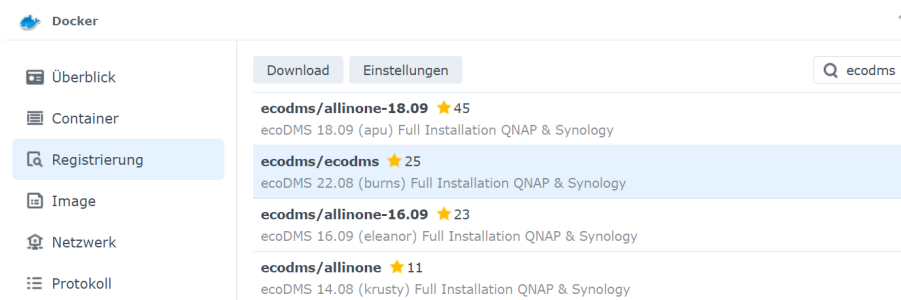 Docker
Überblick
Container
Registrierung
Image
Netzwerk
Protokoll
Download Einstellungen ecodms
ecodms/allinone-18.09 45
ecoDMS 18.09 (apu) Full Installation QNAP & Synology
ecodms/ecodms 25
ecoDMS 22.08 (burns) Full Installation QNAP & Synology
ecodms/allinone-16.09 23
ecoDMS 16.09 (eleanor) Full Installation QNAP & Synology
ecodms/allinone 11
ecoDMS 14.08 (krusty) Full Installation QNAP & Synology